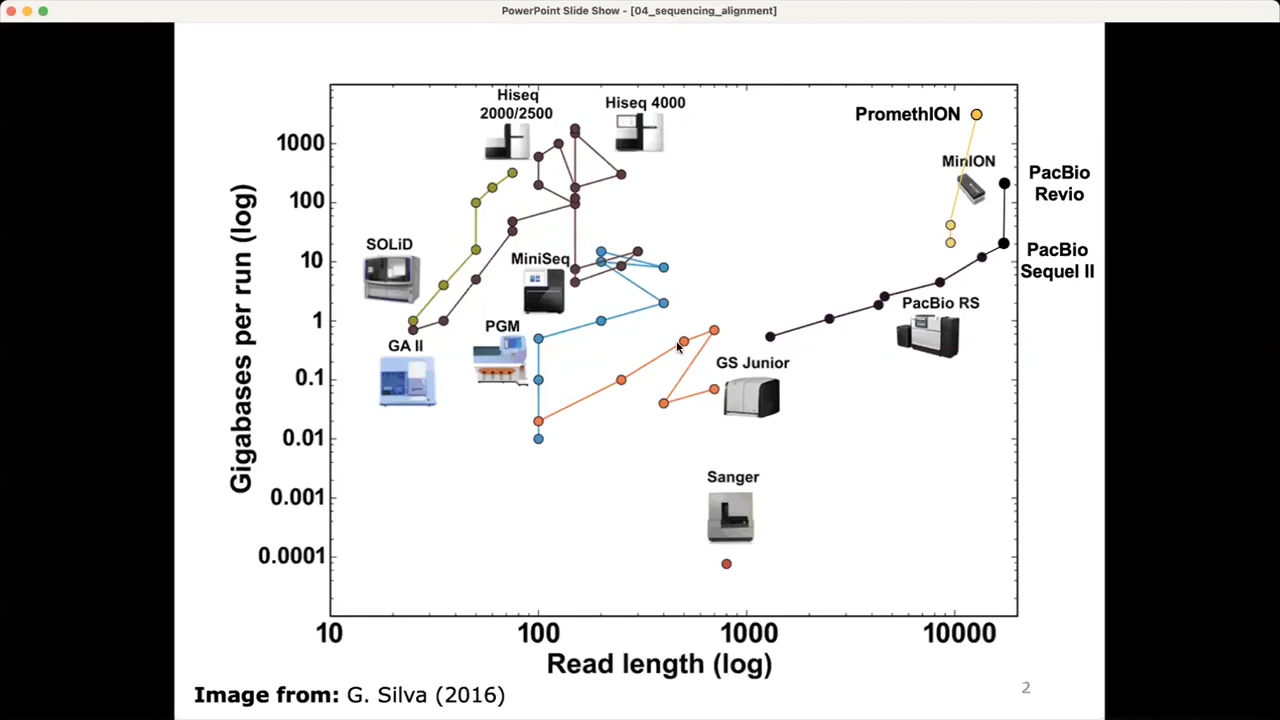 PowerPoint Slide Show - [04_sequencing_alignment]
Hiseq
2000/2500
Hiseq 4000
PromethION
MinION
PacBio
Revio
PacBio
Sequel II
SOLiD
MiniSeq
PacBio RS
PGM
GA II
GS Junior
Sanger
Gigabases per run (log)
1000
100
10
1
0.1
0.01
0.001
0.0001
10
100
1000
10000
Read length (log)
Image from: G. Silva (2016)
2